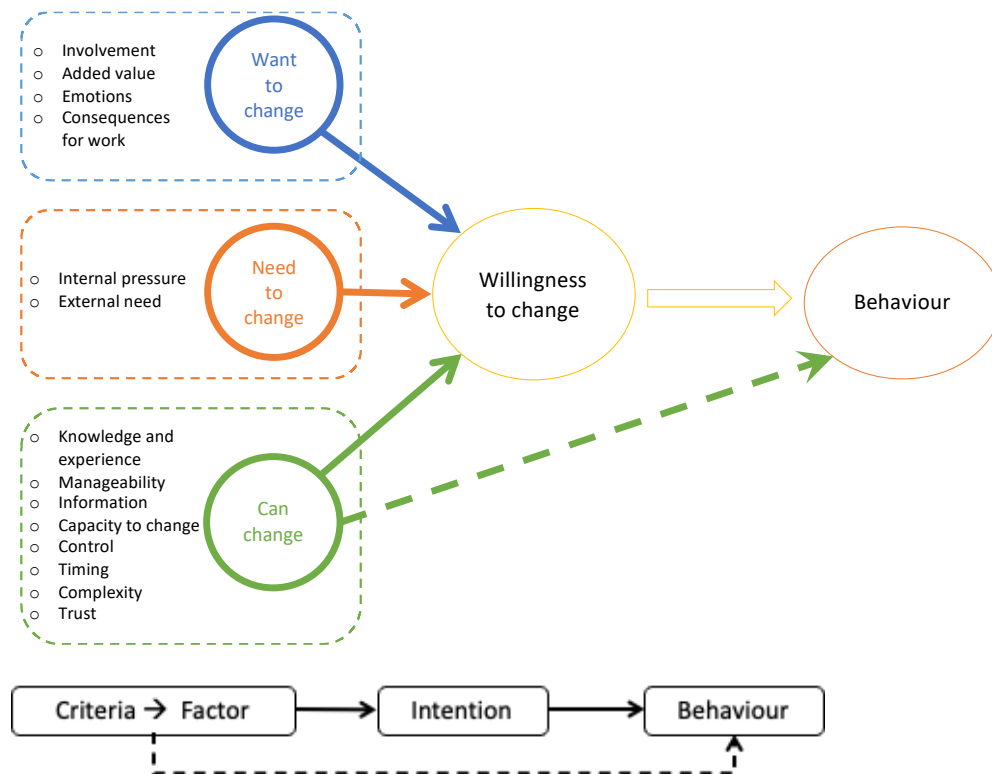 o Involvement
o Added value
o Emotions
o Consequences
for work
Want
to
change
o Internal pressure
o External need
Need
to
change
Willingness
to change
Behaviour
o Knowledge and
experience
o Manageability
o Information
o Capacity to change
o Control
o Timing
o Complexity
o Trust
Can
change
Criteria → Factor
Intention
Behaviour